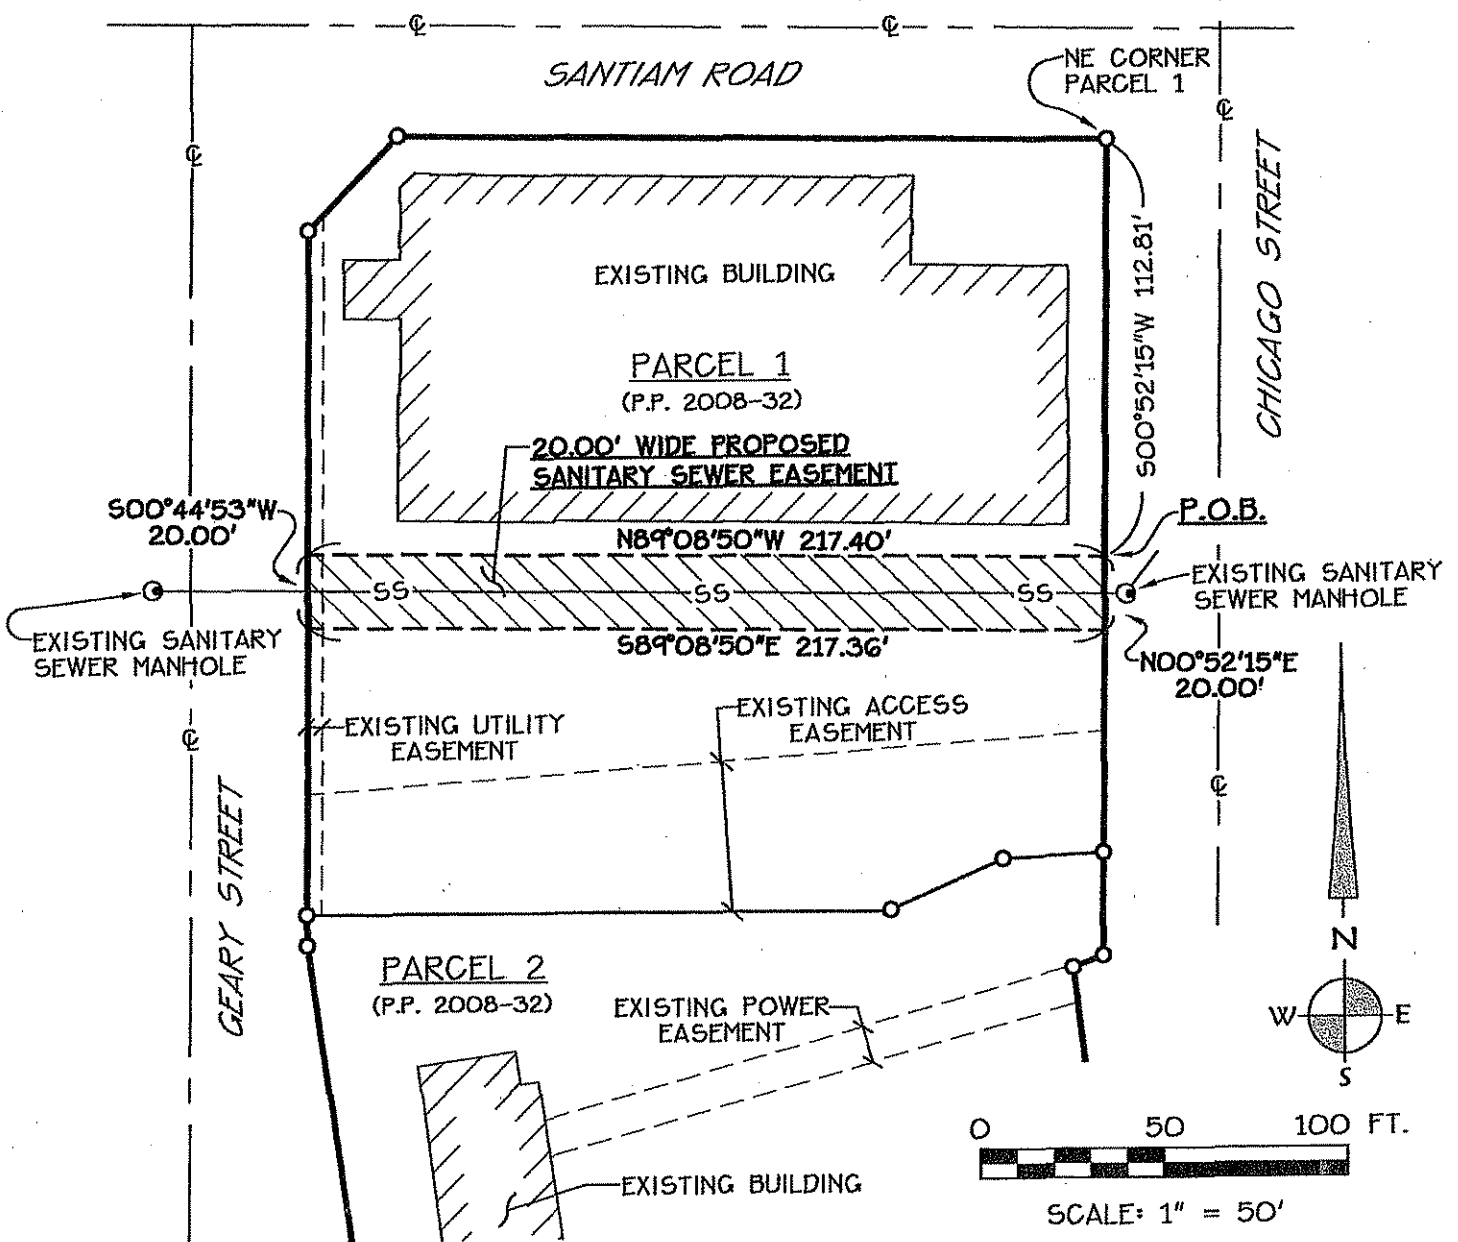 ℄ ℄
SANTIAM ROAD
NE CORNER
PARCEL 1
℄
℄
CHICAGO STREET
S00°52'15"W 112.81'
EXISTING BUILDING
PARCEL 1
(P.P. 2008-32)
20.00' WIDE PROPOSED
SANITARY SEWER EASEMENT
S00°44'53"W
20.00'
P.O.B.
N89°08'50"W 217.40'
SS SS SS
EXISTING SANITARY
SEWER MANHOLE
EXISTING SANITARY
SEWER MANHOLE
S89°08'50"E 217.36'
N00°52'15"E
20.00'
EXISTING UTILITY
EASEMENT
EXISTING ACCESS
EASEMENT
℄
℄
GEARY STREET
PARCEL 2
(P.P. 2008-32)
EXISTING POWER
EASEMENT
N
W E
S
0 50 100 FT.
EXISTING BUILDING
SCALE: 1" = 50'